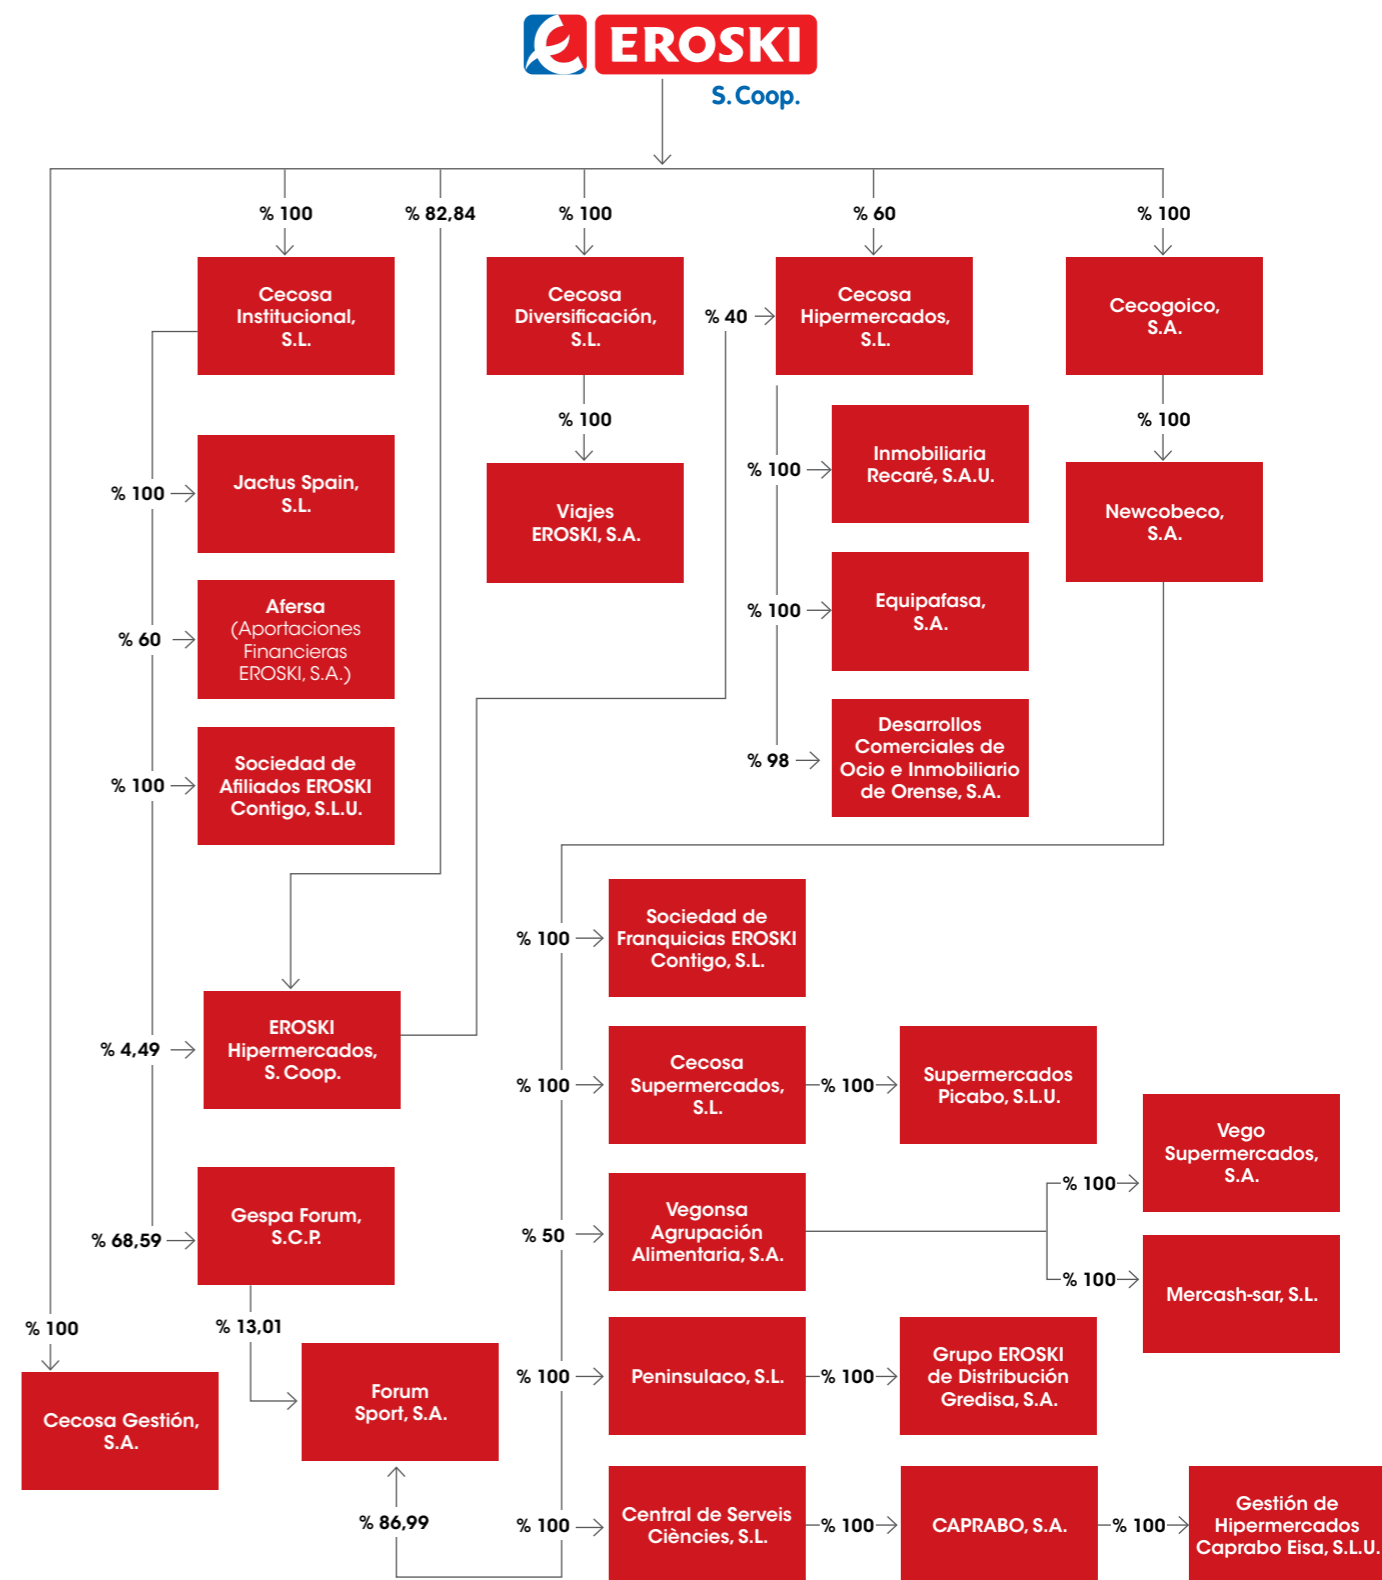 EROSKI
S. Coop.
% 100
% 82,84
% 100
% 60
% 100
Cecosa
Institucional,
S.L.
Cecosa
Diversificación,
S.L.
% 40
Cecosa
Hipermercados,
S.L.
Cecogoico,
S.A.
% 100
% 100
% 100
Jactus Spain,
S.L.
Viajes
EROSKI, S.A.
% 100
Inmobiliaria
Recaré, S.A.U.
Newcobeco,
S.A.
% 60
Afersa
(Aportaciones
Financieras
EROSKI, S.A.)
% 100
Equipafasa,
S.A.
% 100
Sociedad de
Afiliados EROSKI
Contigo, S.L.U.
% 98
Desarrollos
Comerciales de
Ocio e Inmobiliario
de Orense, S.A.
% 100
Sociedad de
Franquicias EROSKI
Contigo, S.L.
% 4,49
EROSKI
Hipermercados,
S. Coop.
% 100
Cecosa
Supermercados,
S.L.
% 100
Supermercados
Picabo, S.L.U.
% 68,59
Gespa Forum,
S.C.P.
% 50
Vegonsa
Agrupación
Alimentaria, S.A.
% 100
Vego
Supermercados,
S.A.
% 100
Mercash-sar, S.L.
% 100
% 13,01
Cecosa Gestión,
S.A.
Forum
Sport, S.A.
% 100
Peninsulaco, S.L.
% 100
Grupo EROSKI
de Distribución
Gredisa, S.A.
% 86,99
% 100
Central de Serveis
Ciències, S.L.
% 100
CAPRABO, S.A.
% 100
Gestión de
Hipermercados
Caprabo Eisa, S.L.U.